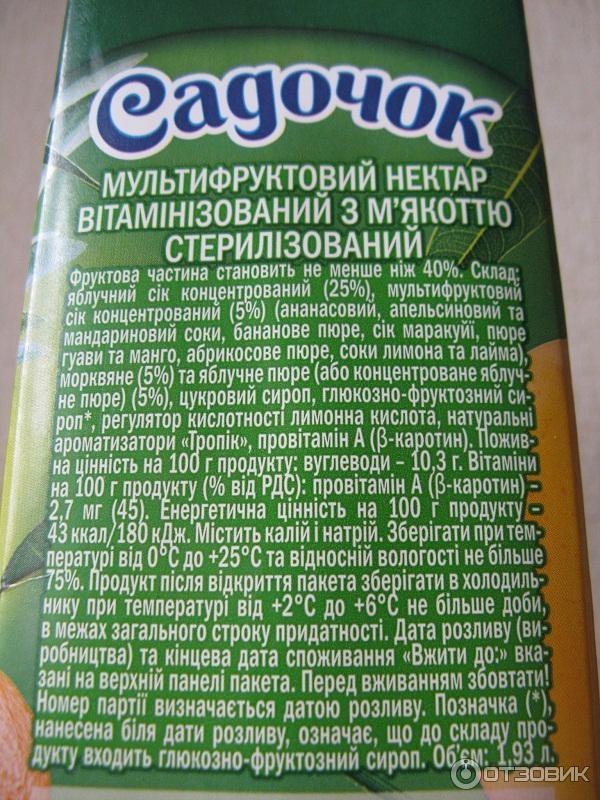 Садочок
МУЛЬТИФРУКТОВИЙ НЕКТАР
ВІТАМІНІЗОВАНИЙ З М'ЯКОТТЮ
СТЕРИЛІЗОВАНИЙ
Фруктова частина становить не менше ніж 40%. Склад:
яблучний сік концентрований (25%), мультифруктовий
сік концентрований (5%) (ананасовий, апельсиновий та
мандариновий соки, бананове пюре, сік маракуйї, пюре
гуави та манго, абрикосове пюре, соки лимона та лайма),
морквяне (5%) та яблучне пюре (або концентроване яблуч-
не пюре) (5%), цукровий сироп, глюкозно-фруктозний си-
роп*, регулятор кислотності лимонна кислота, натуральні
ароматизатори «Тропік», провітамін А (β-каротин). Пожив-
на цінність на 100 г продукту: вуглеводи – 10,3 г. Вітаміни
на 100 г продукту (% від РДС): провітамін А (β-каротин) –
2,7 мг (45). Енергетична цінність на 100 г продукту –
43 ккал/180 кДж. Містить калій і натрій. Зберігати при тем-
пературі від 0°С до +25°С та відносній вологості не більше
75%. Продукт після відкриття пакета зберігати в холодиль-
нику при температурі від +2°С до +6°С не більше доби,
в межах загального строку придатності. Дата розливу (ви-
робництва) та кінцева дата споживання «Вжити до:» вка-
зані на верхній панелі пакета. Перед вживанням збовтати!
Номер партії визначається датою розливу. Позначка (*),
нанесена біля дати розливу, означає, що до складу про-
дукту входить глюкозно-фруктозний сироп. Об'єм: 1,93 л.
ОТЗОВИК